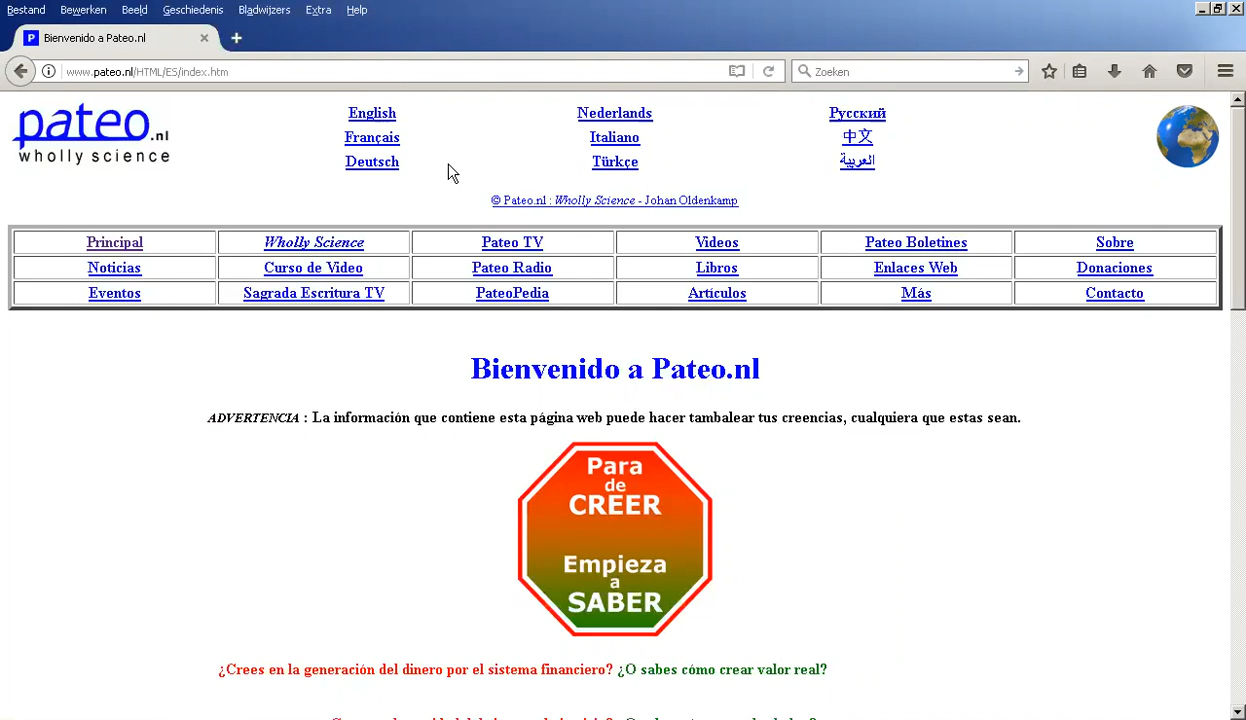 Bestand Bewerken Beeld Geschiedenis Bladwijzers Extra Help
P Bienvenido a Pateo.nl
www.pateo.nl/HTML/ES/index.htm Zoeken
pateo.nl
wholly science
English Nederlands Русский
Français Italiano 中文
Deutsch Türkçe العربية
© Pateo.nl : Wholly Science - Johan Oldenkamp
Principal Wholly Science Pateo TV Videos Pateo Boletines Sobre
Noticias Curso de Video Pateo Radio Libros Enlaces Web Donaciones
Eventos Sagrada Escritura TV PateoPedia Artículos Más Contacto
Bienvenido a Pateo.nl
ADVERTENCIA : La información que contiene esta página web puede hacer tambalear tus creencias, cualquiera que estas sean.
Para
de
CREER
Empieza
a
SABER
¿Crees en la generación del dinero por el sistema financiero? ¿O sabes cómo crear valor real?